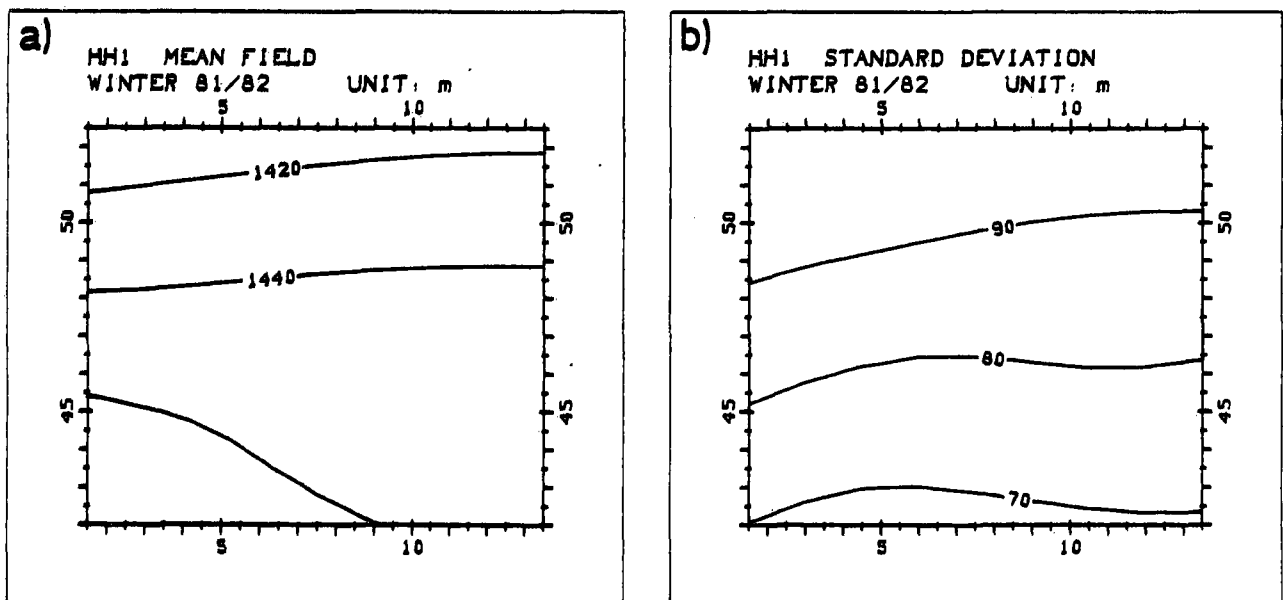 a)
HH1 MEAN FIELD
WINTER 81/82 UNIT: m
5 10
1420
50 50
1440
45 45
5 10
b)
HH1 STANDARD DEVIATION
WINTER 81/82 UNIT: m
5 10
90
50 50
80
45 45
70
5 10